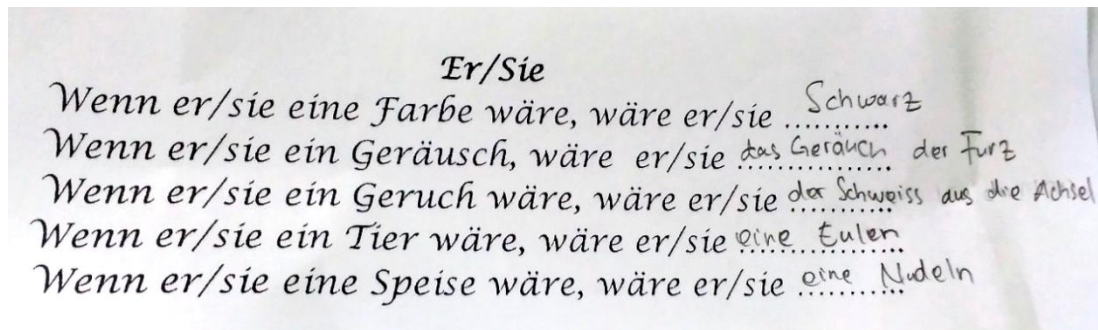 Er/Sie
Wenn er/sie eine Farbe wäre, wäre er/sie Schwarz
Wenn er/sie ein Geräusch, wäre er/sie das Geräuch der Furz
Wenn er/sie ein Geruch wäre, wäre er/sie der Schweiss aus die Achsel
Wenn er/sie ein Tier wäre, wäre er/sie eine Eulen
Wenn er/sie eine Speise wäre, wäre er/sie eine Nudeln